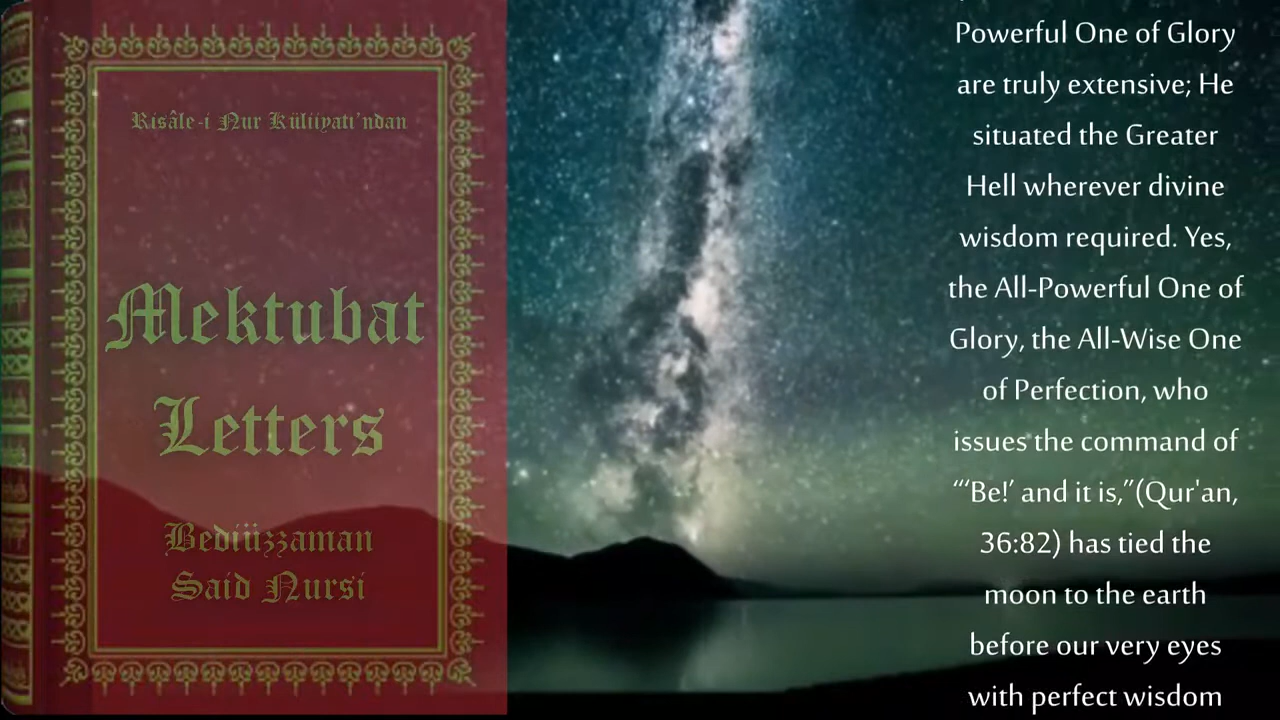 Risâle-i Nur Külliyatı'ndan
Mektubat
Letters
Bediüzzaman
Said Nursi
Powerful One of Glory
are truly extensive; He
situated the Greater
Hell wherever divine
wisdom required. Yes,
the All-Powerful One of
Glory, the All-Wise One
of Perfection, who
issues the command of
“‘Be!’ and it is,”(Qur'an,
36:82) has tied the
moon to the earth
before our very eyes
with perfect wisdom